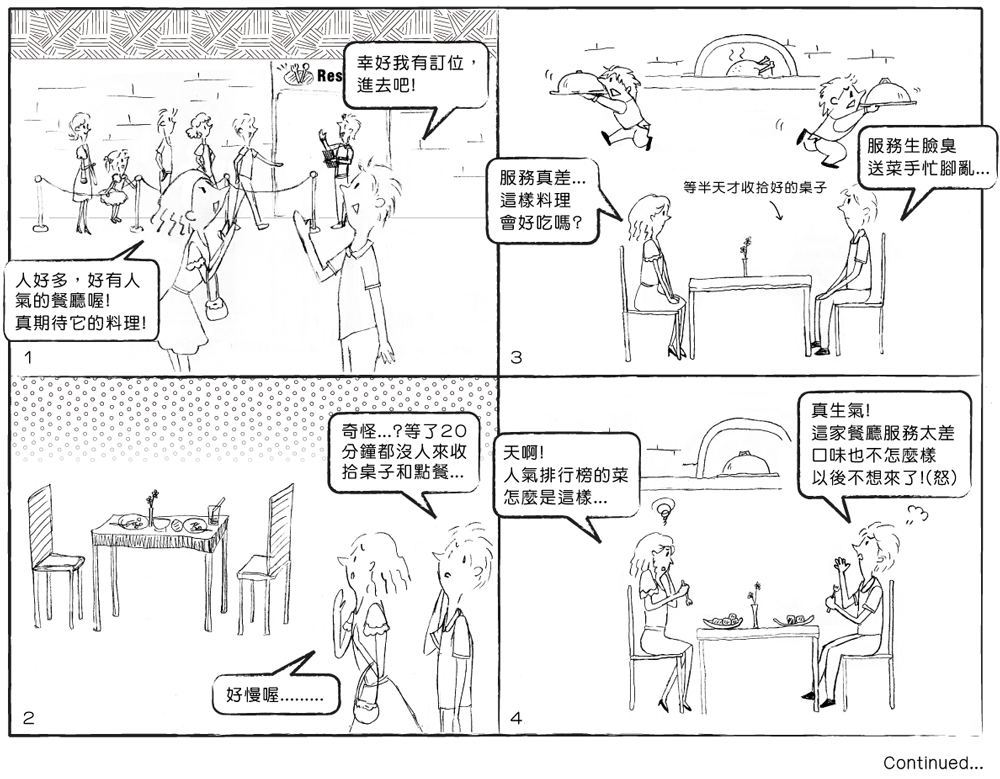 Res
幸好我有訂位，
進去吧!
人好多，好有人
氣的餐廳喔!
真期待它的料理!
1
奇怪...?等了20
分鐘都沒人來收
拾桌子和點餐...
好慢喔.........
2
服務生臉臭
送菜手忙腳亂...
服務真差...
這樣料理
會好吃嗎?
等半天才收拾好的桌子
3
真生氣!
這家餐廳服務太差
口味也不怎麼樣
以後不想來了!(怒)
天啊!
人氣排行榜的菜
怎麼是這樣...
4
Continued...